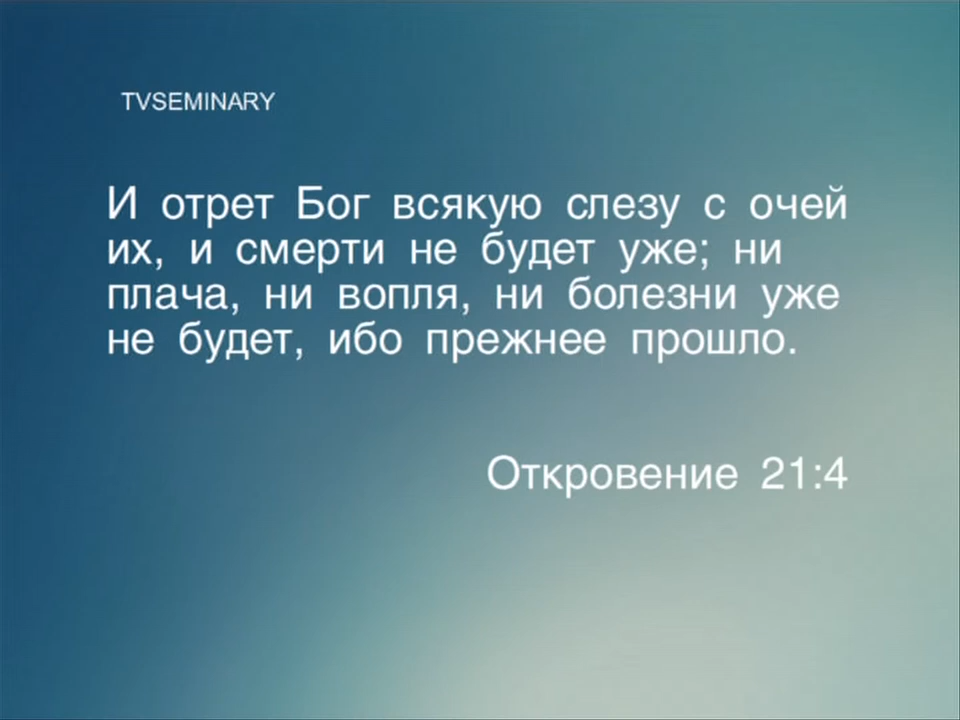 TVSEMINARY
И отрет Бог всякую слезу с очей
их, и смерти не будет уже; ни
плача, ни вопля, ни болезни уже
не будет, ибо прежнее прошло.
Откровение 21:4